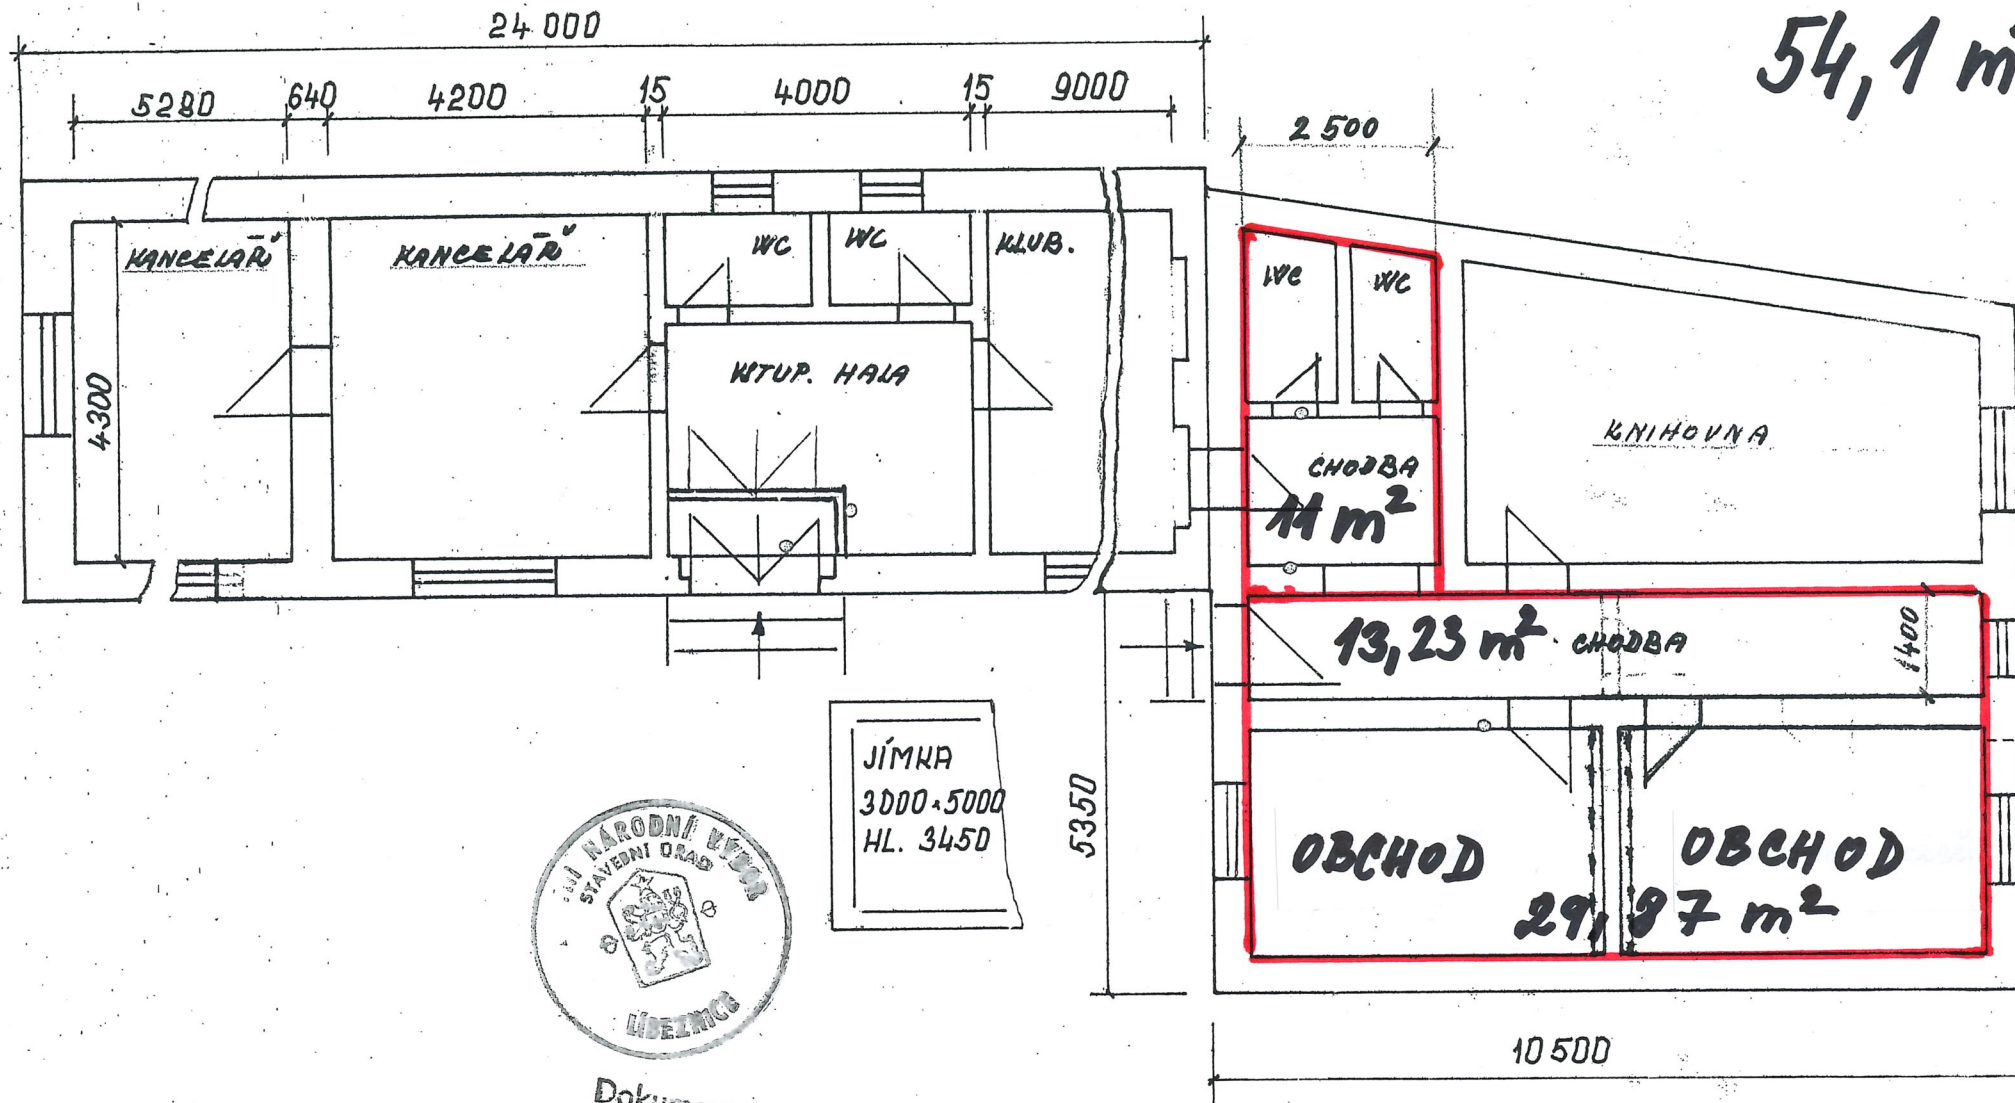 24 000
54,1 m
5280 640 4200 15 4000 15 9000
2 500
KANCELÁŘ
KANCELÁŘ
WC
WC
KLUB.
WC
WC
4300
VSTUP. HALA
KNIHOVNA
CHODBA
11 m²
13,23 m²
CHODBA
1400
JÍMKA
3000×5000
HL. 3450
5350
OBCHOD
OBCHOD
29,87 m²
NÁRODNÍ VÝBOR
STAVEBNÍ ÚŘAD
LÍBEZNICE
10 500